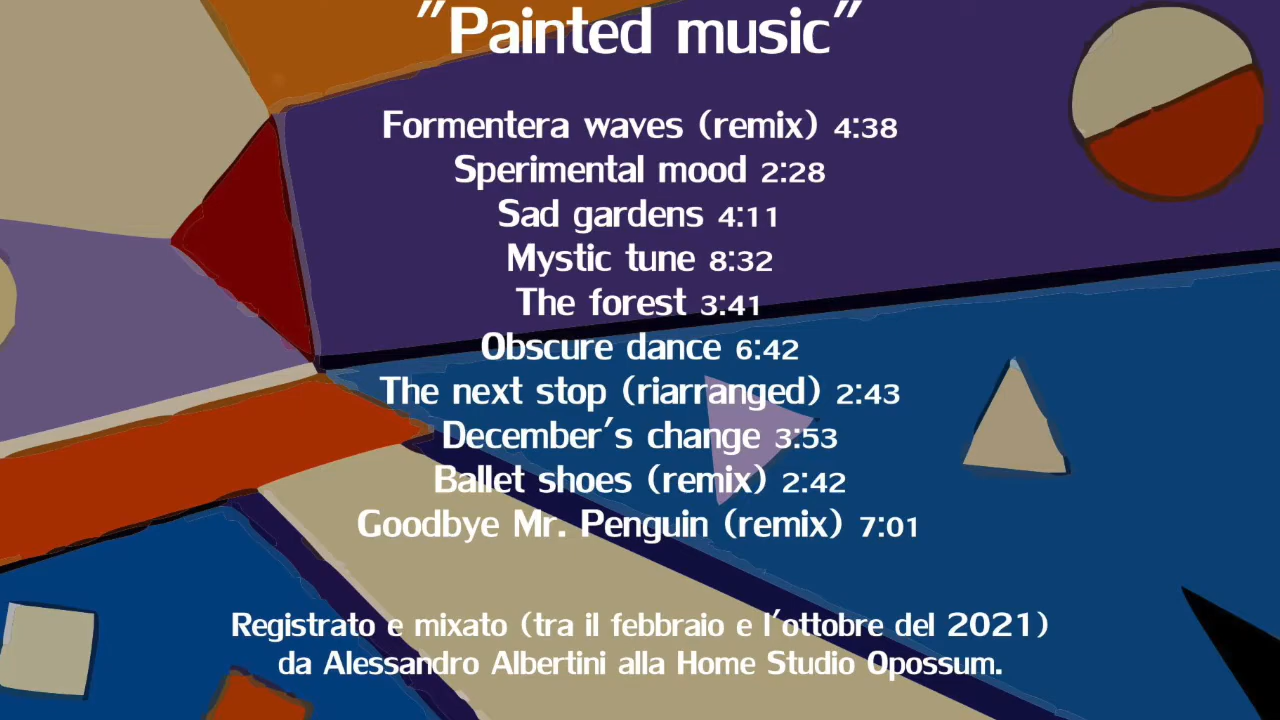 "Painted music"
Formentera waves (remix) 4:38
Sperimental mood 2:28
Sad gardens 4:11
Mystic tune 8:32
The forest 3:41
Obscure dance 6:42
The next stop (riarranged) 2:43
December's change 3:53
Ballet shoes (remix) 2:42
Goodbye Mr. Penguin (remix) 7:01
Registrato e mixato (tra il febbraio e l'ottobre del 2021)
da Alessandro Albertini alla Home Studio Opossum.